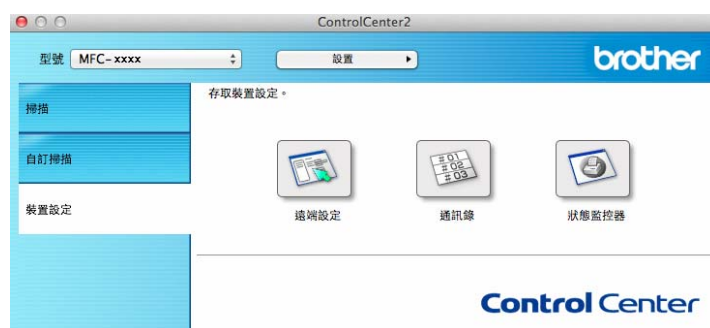 ControlCenter2
型號 MFC-xxxx 設置 brother
掃描
自訂掃描
裝置設定
存取裝置設定。
#01
#02
#03
遠端設定 通訊錄 狀態監控器
Control Center